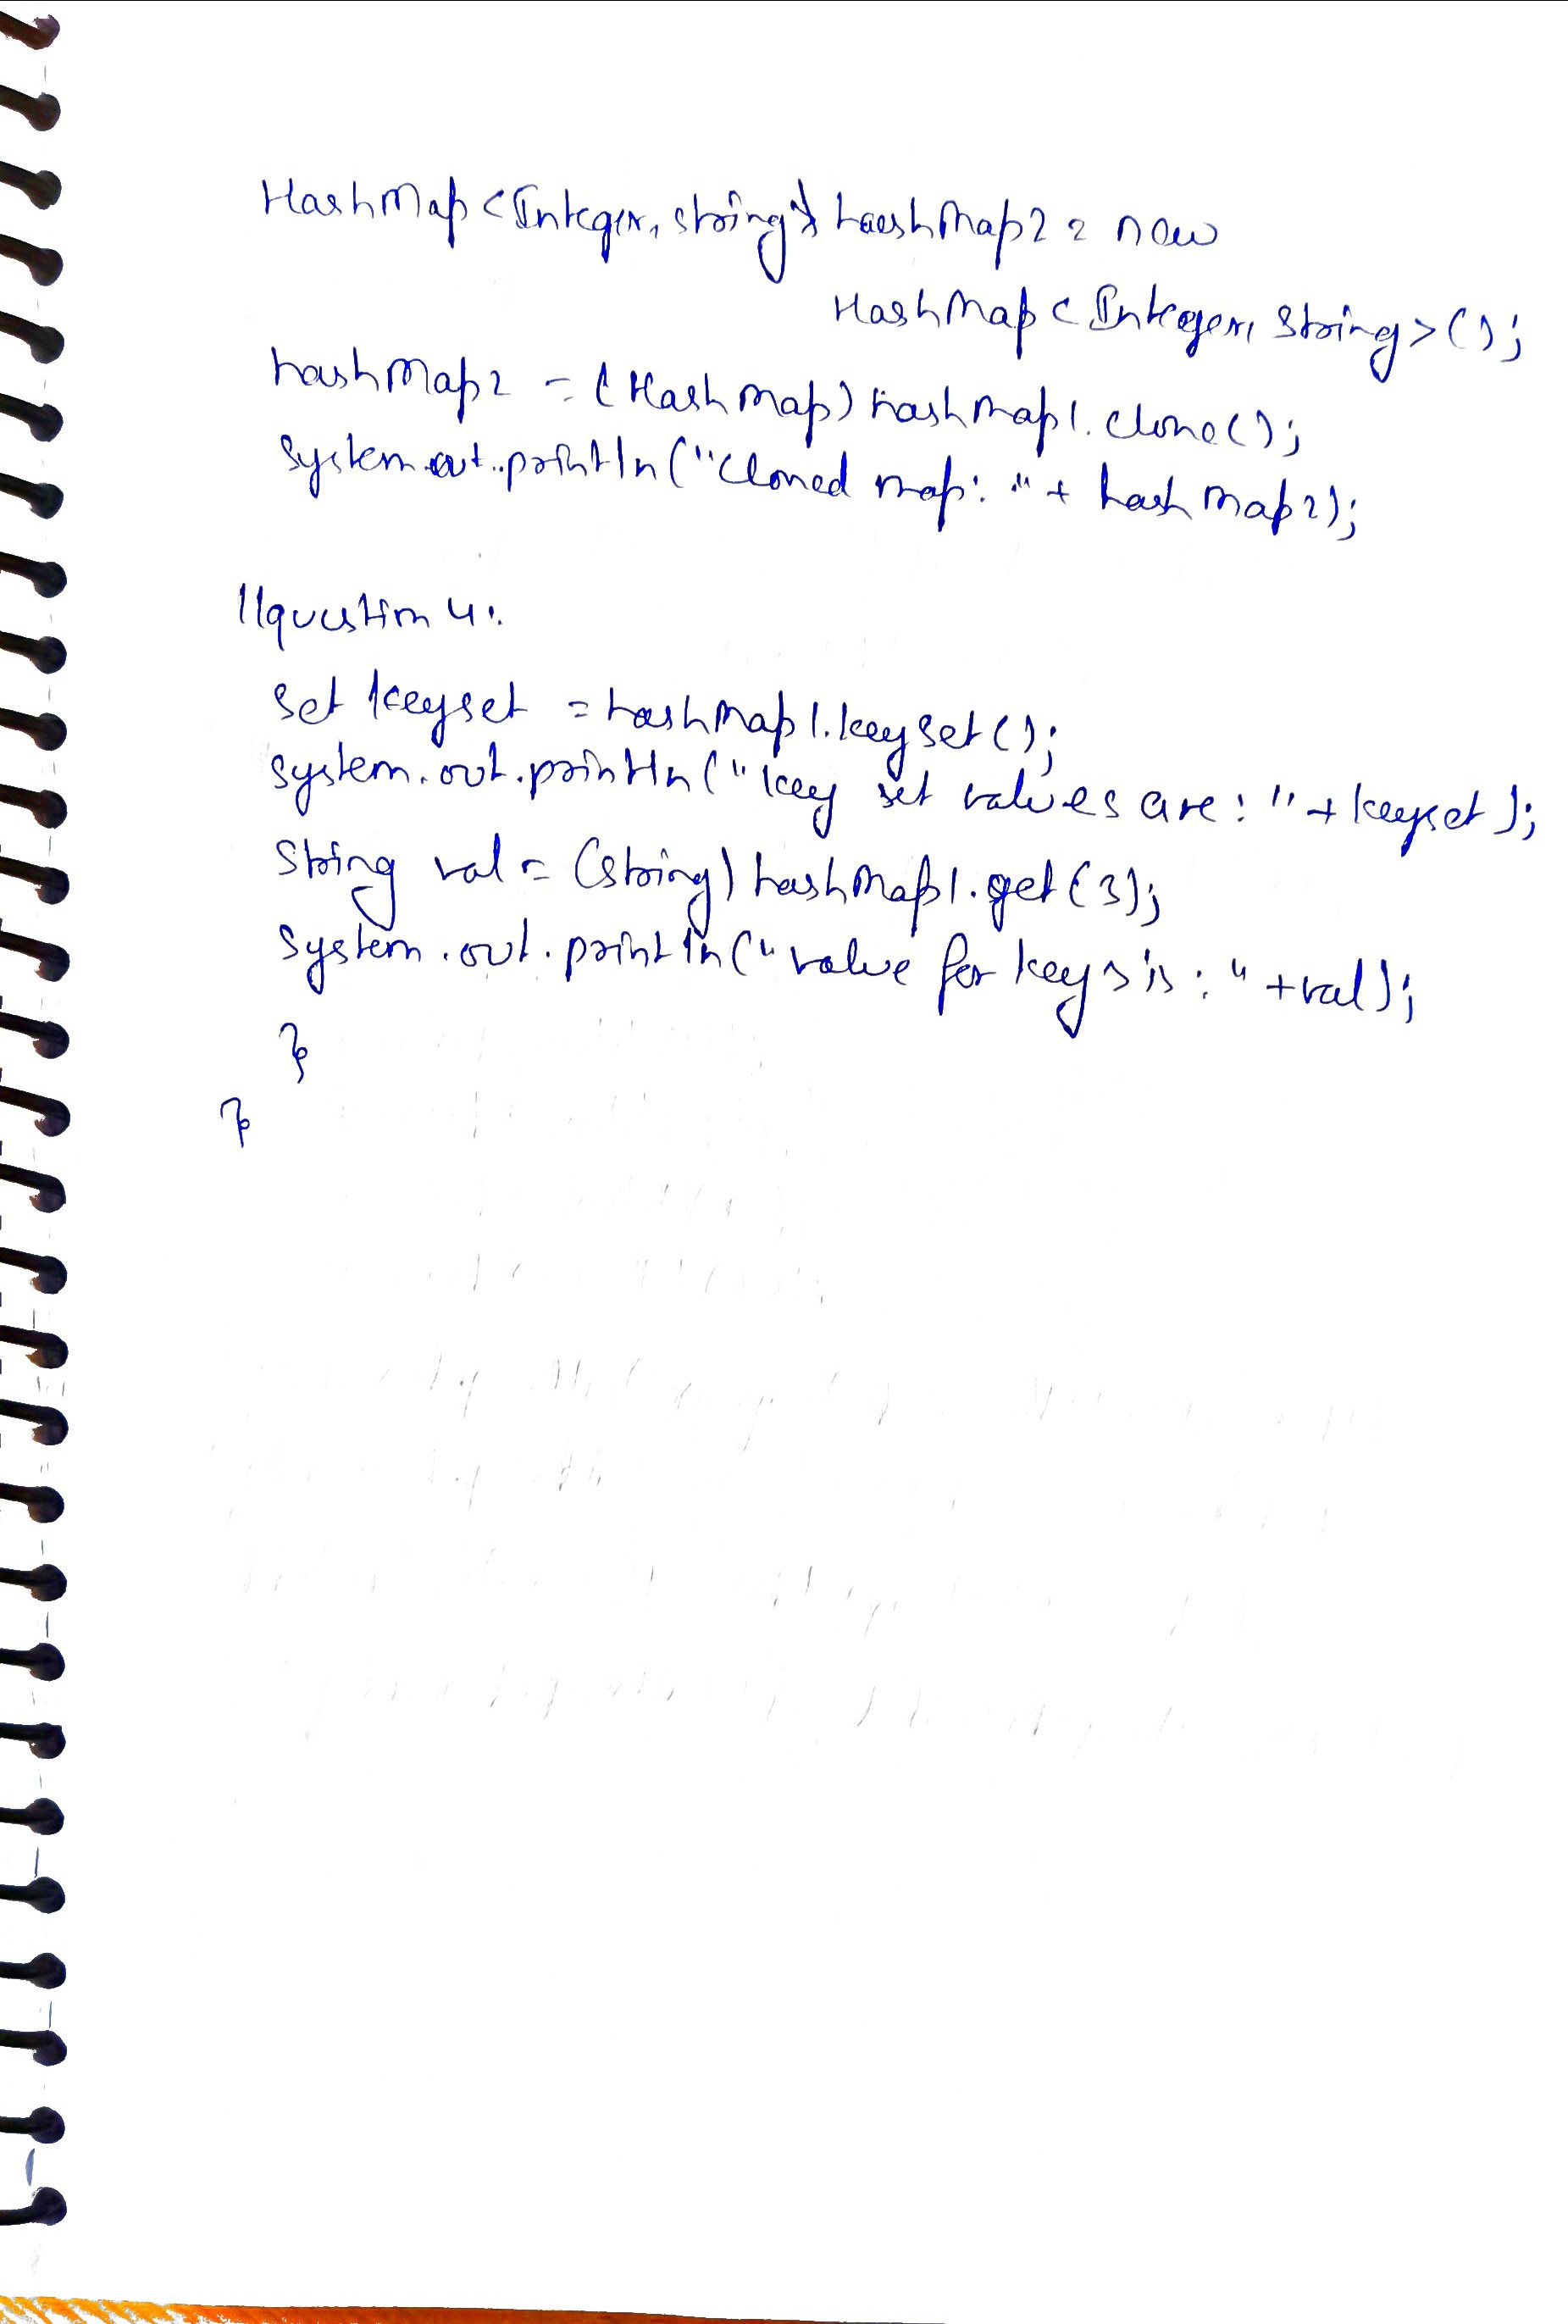 HashMap<Integer, String> hashMap2 = new
HashMap<Integer, String>();
hashMap2 = (HashMap) hashMap1.clone();
System.out.println("Cloned map: " + hashMap2);
//question 4:
Set keyset = hashMap1.keyset();
System.out.println("key set values are: " + keyset);
String val = (String) hashMap1.get(3);
System.out.println("value for key 3 is: " + val);
}
}